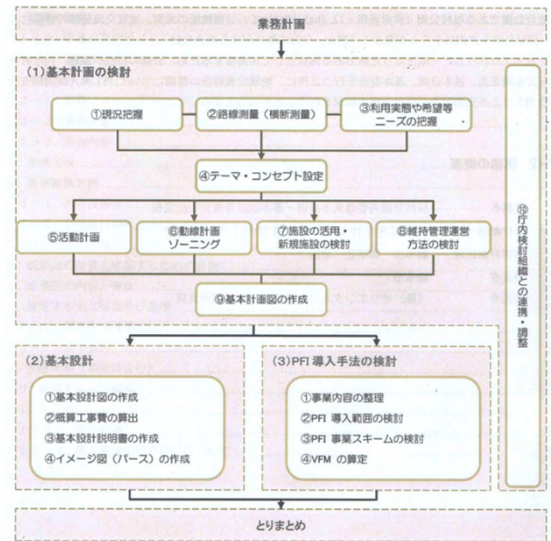 業務計画
(1)基本計画の検討
①現況把握
②路線測量(横断測量)
③利用実態や希望等
ニーズの把握
④テーマ・コンセプト設定
⑤活動計画
⑥動線計画
ゾーニング
⑦施設の活用・
新規施設の検討
⑧維持管理運営
方法の検討
⑨基本計画図の作成
⑩庁内検討組織との連携・調整
(2)基本設計
①基本設計図の作成
②概算工事費の算出
③基本設計説明書の作成
④イメージ図(パース)の作成
(3)PFI導入手法の検討
①事業内容の整理
②PFI 導入範囲の検討
③PFI 事業スキームの検討
④VFM の算定
とりまとめ